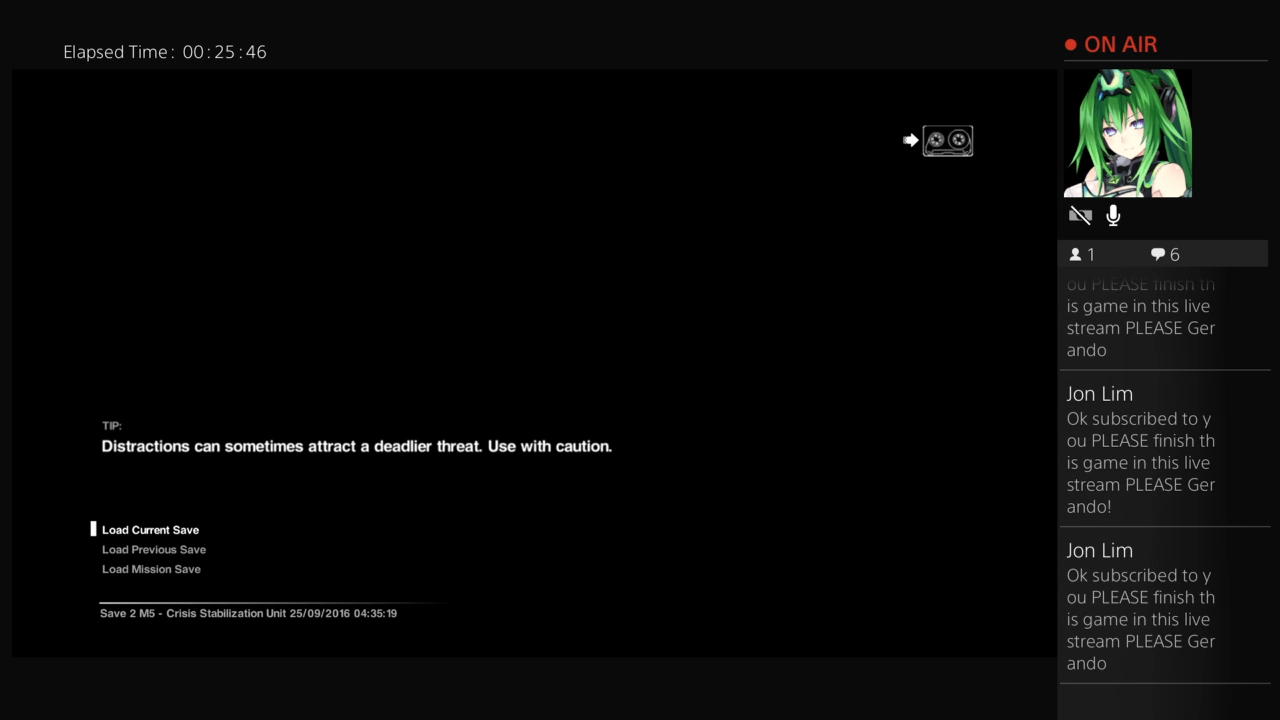 Elapsed Time: 00:25:46
ON AIR
1
6
ou PLEASE finish th
is game in this live
stream PLEASE Ger
ando
Jon Lim
Ok subscribed to y
ou PLEASE finish th
is game in this live
stream PLEASE Ger
ando!
Jon Lim
Ok subscribed to y
ou PLEASE finish th
is game in this live
stream PLEASE Ger
ando
TIP:
Distractions can sometimes attract a deadlier threat. Use with caution.
Load Current Save
Load Previous Save
Load Mission Save
Save 2 M5 - Crisis Stabilization Unit 25/09/2016 04:35:19